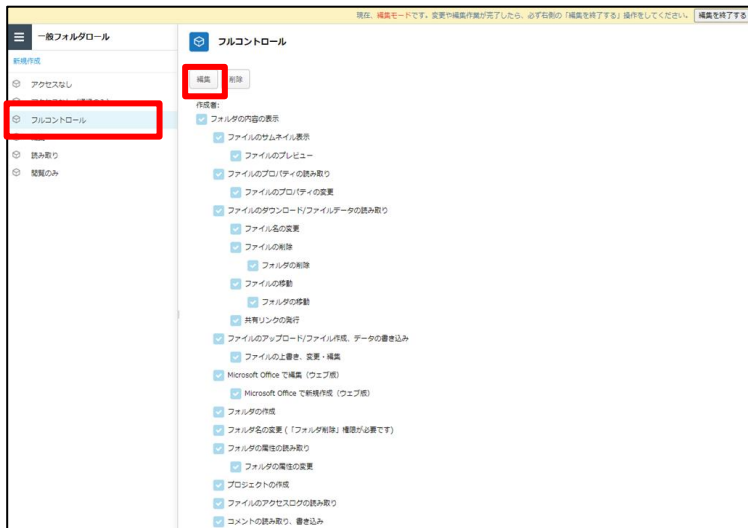 現在、編集モードです。変更や編集作業が完了したら、必ず右側の「編集を終了する」操作をしてください。 編集を終了する
一般フォルダロール
フルコントロール
新規作成
編集 削除
アクセスなし
フルコントロール
読み取り
閲覧のみ
作成者:
フォルダの内容の表示
ファイルのサムネイル表示
ファイルのプレビュー
ファイルのプロパティの読み取り
ファイルのプロパティの変更
ファイルのダウンロード/ファイルデータの読み取り
ファイル名の変更
ファイルの削除
フォルダの削除
ファイルの移動
フォルダの移動
共有リンクの発行
ファイルのアップロード/ファイル作成、データの書き込み
ファイルの上書き、変更・編集
Microsoft Office で編集（ウェブ版）
Microsoft Office で新規作成（ウェブ版）
フォルダの作成
フォルダ名の変更 (「フォルダ削除」権限が必要です)
フォルダの属性の読み取り
フォルダの属性の変更
プロジェクトの作成
ファイルのアクセスログの読み取り
コメントの読み取り、書き込み